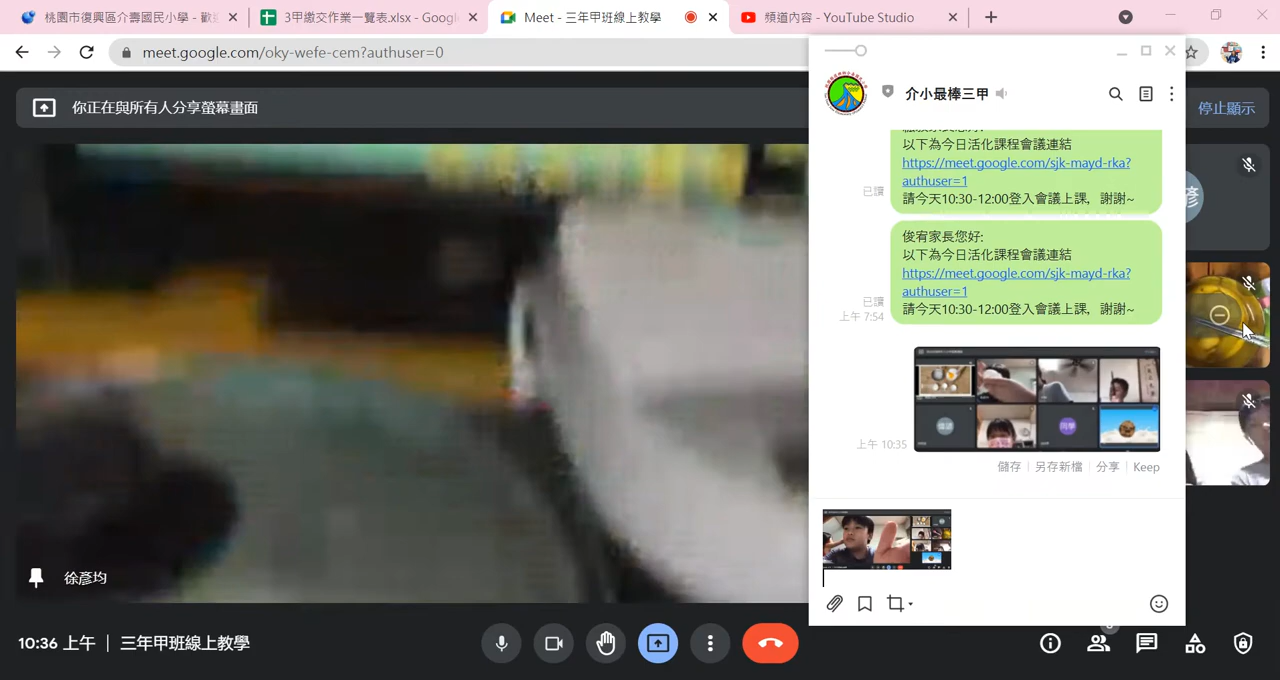 桃園市復興區介壽國民小學 - 歡
3甲繳交作業一覽表.xlsx - Google
Meet - 三年甲班線上教學
頻道內容 - YouTube Studio
meet.google.com/oky-wefe-cem?authuser=0
你正在與所有人分享螢幕畫面
停止顯示
介小最棒三甲
以下為今日活化課程會議連結
https://meet.google.com/sjk-mayd-rka?
authuser=1
已讀
請今天10:30-12:00登入會議上課，謝謝~
俊宥家長您好:
以下為今日活化課程會議連結
https://meet.google.com/sjk-mayd-rka?
authuser=1
已讀
上午 7:54
請今天10:30-12:00登入會議上課，謝謝~
上午 10:35
儲存 | 另存新檔 | 分享 | Keep
徐彥均
10:36 上午 | 三年甲班線上教學